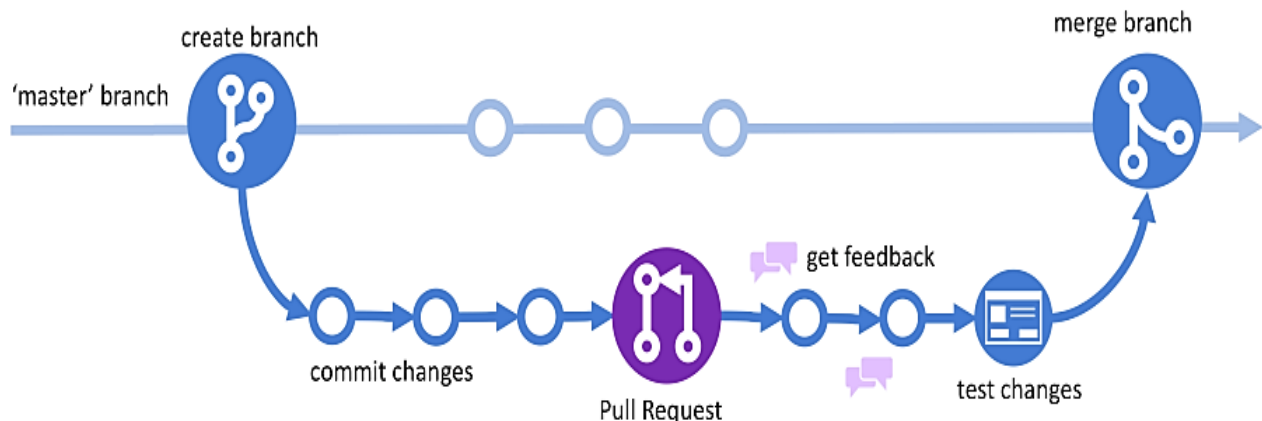 create branch
merge branch
‘master’ branch
get feedback
commit changes
Pull Request
test changes